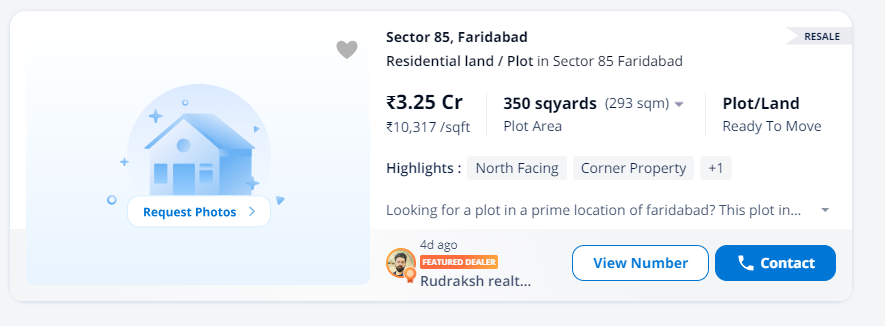 Sector 85, Faridabad
RESALE
Residential land / Plot in Sector 85 Faridabad
₹3.25 Cr
₹10,317 /sqft
350 sqyards (293 sqm)
Plot Area
Plot/Land
Ready To Move
Highlights : North Facing Corner Property +1
Looking for a plot in a prime location of faridabad? This plot in...
Request Photos
4d ago
FEATURED DEALER
Rudraksh realt...
View Number
Contact